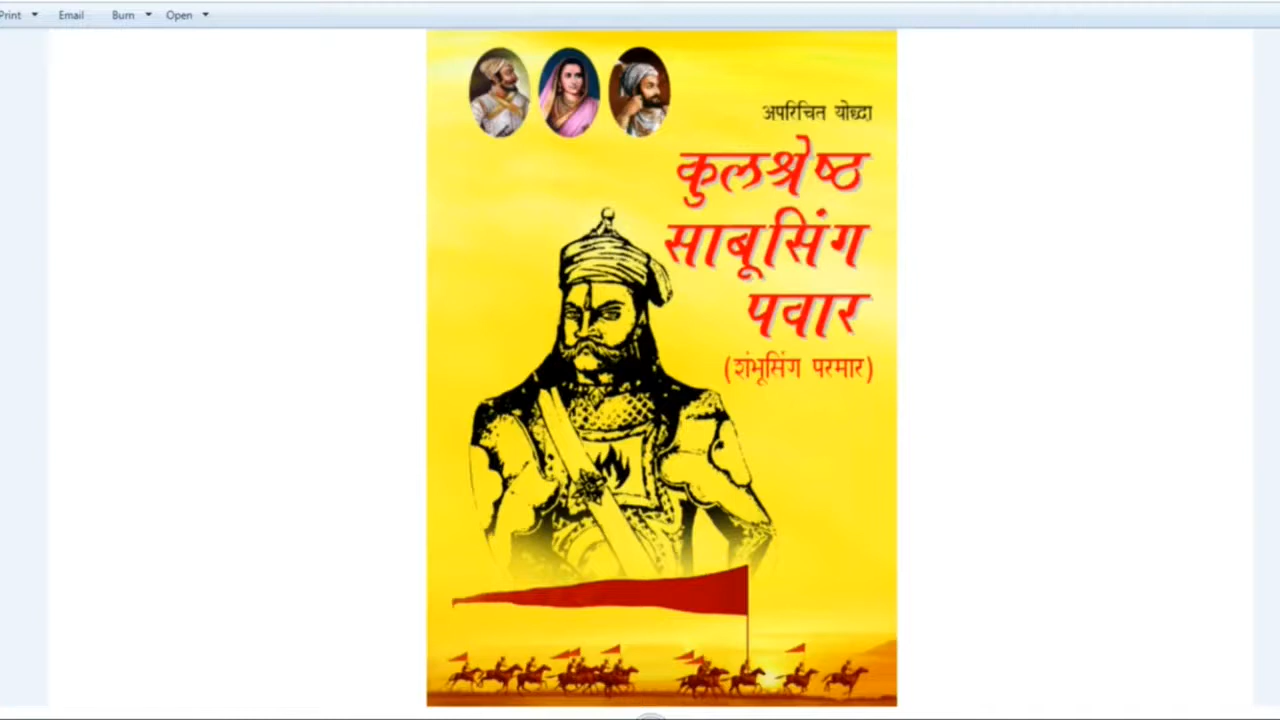 Print Email Burn Open
अपरिचित योद्धा
कुलश्रेष्ठ
साबूसिंग
पवार
(शंभूसिंग परमार)